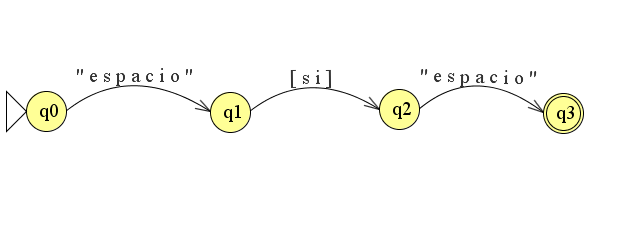 "espacio" [si] "espacio"
q0 q1 q2 q3